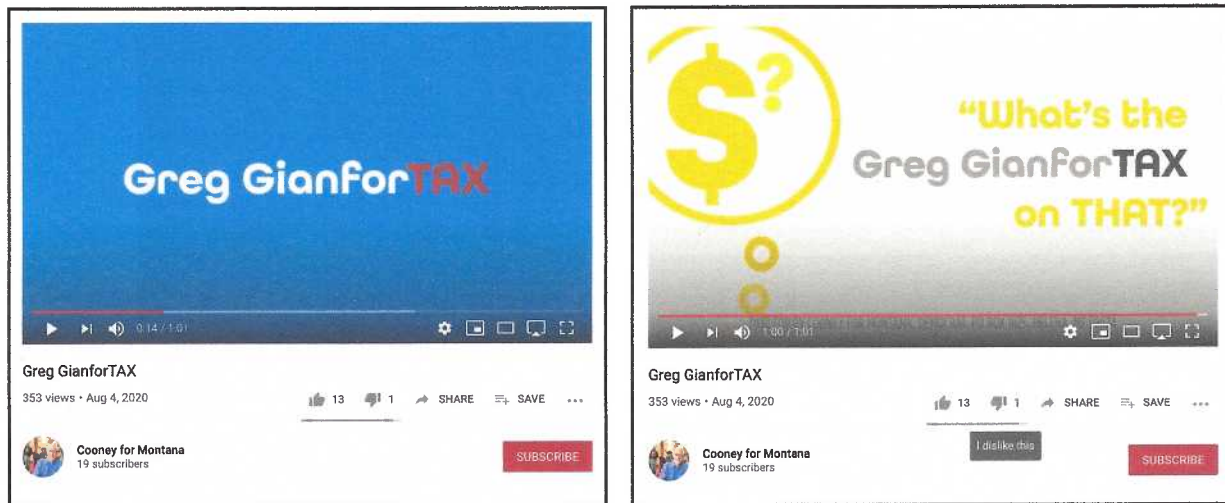 Greg GianforTAX
0:14 / 1:01
Greg GianforTAX
353 views • Aug 4, 2020
13 1 SHARE SAVE
Cooney for Montana
19 subscribers
SUBSCRIBE
$?
“What’s the
Greg GianforTAX
on THAT?”
1:00 / 1:01
Greg GianforTAX
353 views • Aug 4, 2020
13 1 SHARE SAVE
I dislike this
Cooney for Montana
19 subscribers
SUBSCRIBE